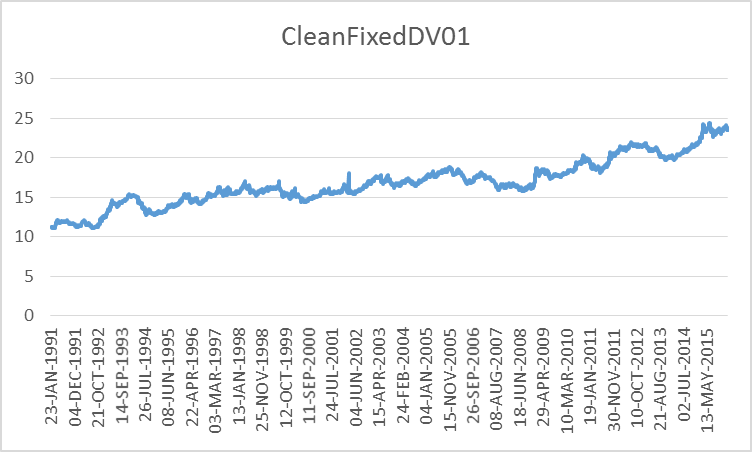 CleanFixedDV01
30
25
20
15
10
5
0
23-JAN-1991
04-DEC-1991
21-OCT-1992
14-SEP-1993
26-JUL-1994
08-JUN-1995
22-APR-1996
03-MAR-1997
13-JAN-1998
25-NOV-1998
12-OCT-1999
11-SEP-2000
24-JUL-2001
04-JUN-2002
15-APR-2003
24-FEB-2004
04-JAN-2005
15-NOV-2005
26-SEP-2006
08-AUG-2007
18-JUN-2008
29-APR-2009
10-MAR-2010
19-JAN-2011
30-NOV-2011
10-OCT-2012
21-AUG-2013
02-JUL-2014
13-MAY-2015